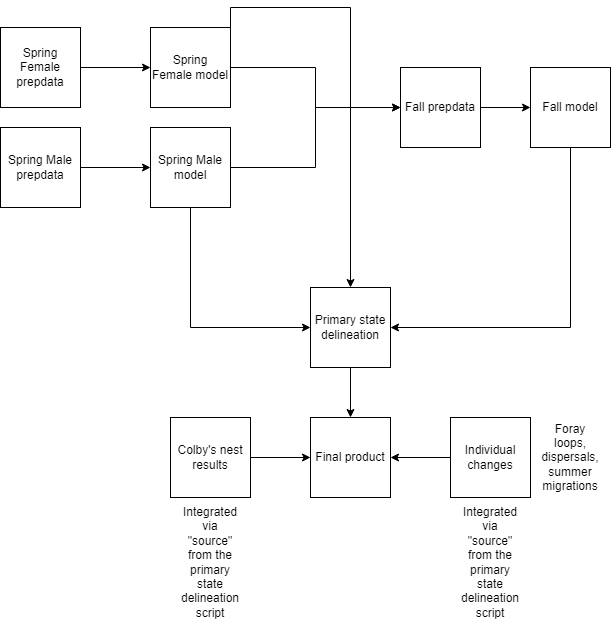 Spring
Female
prepdata
Spring
Female model
Fall prepdata
Fall model
Spring Male
prepdata
Spring Male
model
Primary state
delineation
Colby's nest
results
Final product
Individual
changes
Foray
loops,
dispersals,
summer
migrations
Integrated
via
"source"
from the
primary
state
delineation
script
Integrated
via
"source"
from the
primary
state
delineation
script